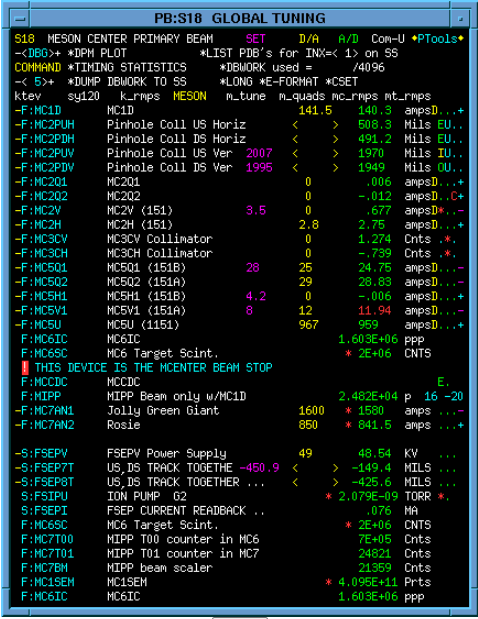 PB:S18 GLOBAL TUNING
S18 MESON CENTER PRIMARY BEAM SET D/A A/D Com-U ◆PTools◆
-<DBG>+ *DPM PLOT *LIST PDB's for INX=< 1> on SS
COMMAND *TIMING STATISTICS *DBWORK used = /4096
-< 5>+ *DUMP DBWORK TO SS *LONG *E-FORMAT *CSET
ktev sy120 k_rmps MESON m_tune m_quads mc_rmps mt_rmps
-F:MC1D MC1D 141.5 140.3 ampsD...+
-F:MC2PUH Pinhole Coll US Horiz < > 508.3 Mils EU..
-F:MC2PDH Pinhole Coll DS Horiz < > 491.2 Mils EU..
-F:MC2PUV Pinhole Coll US Ver 2007 < > 1970 Mils IU..
-F:MC2PDV Pinhole Coll DS Ver 1995 < > 1949 Mils OU..
-F:MC2Q1 MC2Q1 0 .006 ampsD...+
-F:MC2Q2 MC2Q2 0 -.012 ampsD..C+
-F:MC2V MC2V (151) 3.5 0 .677 ampsD*..-
-F:MC2H MC2H (151) 2.8 2.75 ampsD...+
-F:MC3CV MC3CV Collimator 0 1.274 Cnts .*.
-F:MC3CH MC3CH Collimator 0 -.739 Cnts .*.
-F:MC5Q1 MC5Q1 (151B) 28 25 24.75 ampsD...-
-F:MC5Q2 MC5Q2 (151A) 29 28.83 ampsD...-
-F:MC5H1 MC5H1 (151B) 4.2 0 -.006 ampsD...+
-F:MC5V1 MC5V1 (151A) 8 12 11.94 ampsD...-
-F:MC5U MC5U (1151) 967 959 ampsD...+
F:MC6IC MC6IC 1.603E+06 ppp
F:MC6SC MC6 Target Scint. * 2E+06 CNTS
! THIS DEVICE IS THE MCENTER BEAM STOP
F:MCCDC MCCDC E.
F:MIPP MIPP Beam only w/MC1D 2.482E+04 p 16 -20
-F:MC7AN1 Jolly Green Giant 1600 * 1580 amps ...-
-F:MC7AN2 Rosie 850 * 841.5 amps ...+
-S:FSEPV FSEPV Power Supply 49 48.54 KV ...
-S:FSEP7T US,DS TRACK TOGETHE -450.9 < > -149.4 MILS ...
-S:FSEP8T US,DS TRACK TOGETHER ... < > -425.6 MILS ...
S:FSIPU ION PUMP G2 * 2.079E-09 TORR *.
S:FSEPI FSEP CURRENT READBACK .. .076 MA
F:MC6SC MC6 Target Scint. * 2E+06 CNTS
F:MC7T00 MIPP T00 counter in MC6 7E+05 Cnts
F:MC7T01 MIPP T01 counter in MC7 24821 Cnts
F:MC7BM MIPP beam scaler 21359 Cnts
F:MC1SEM MC1SEM * 4.095E+11 Prts
F:MC6IC MC6IC 1.603E+06 ppp